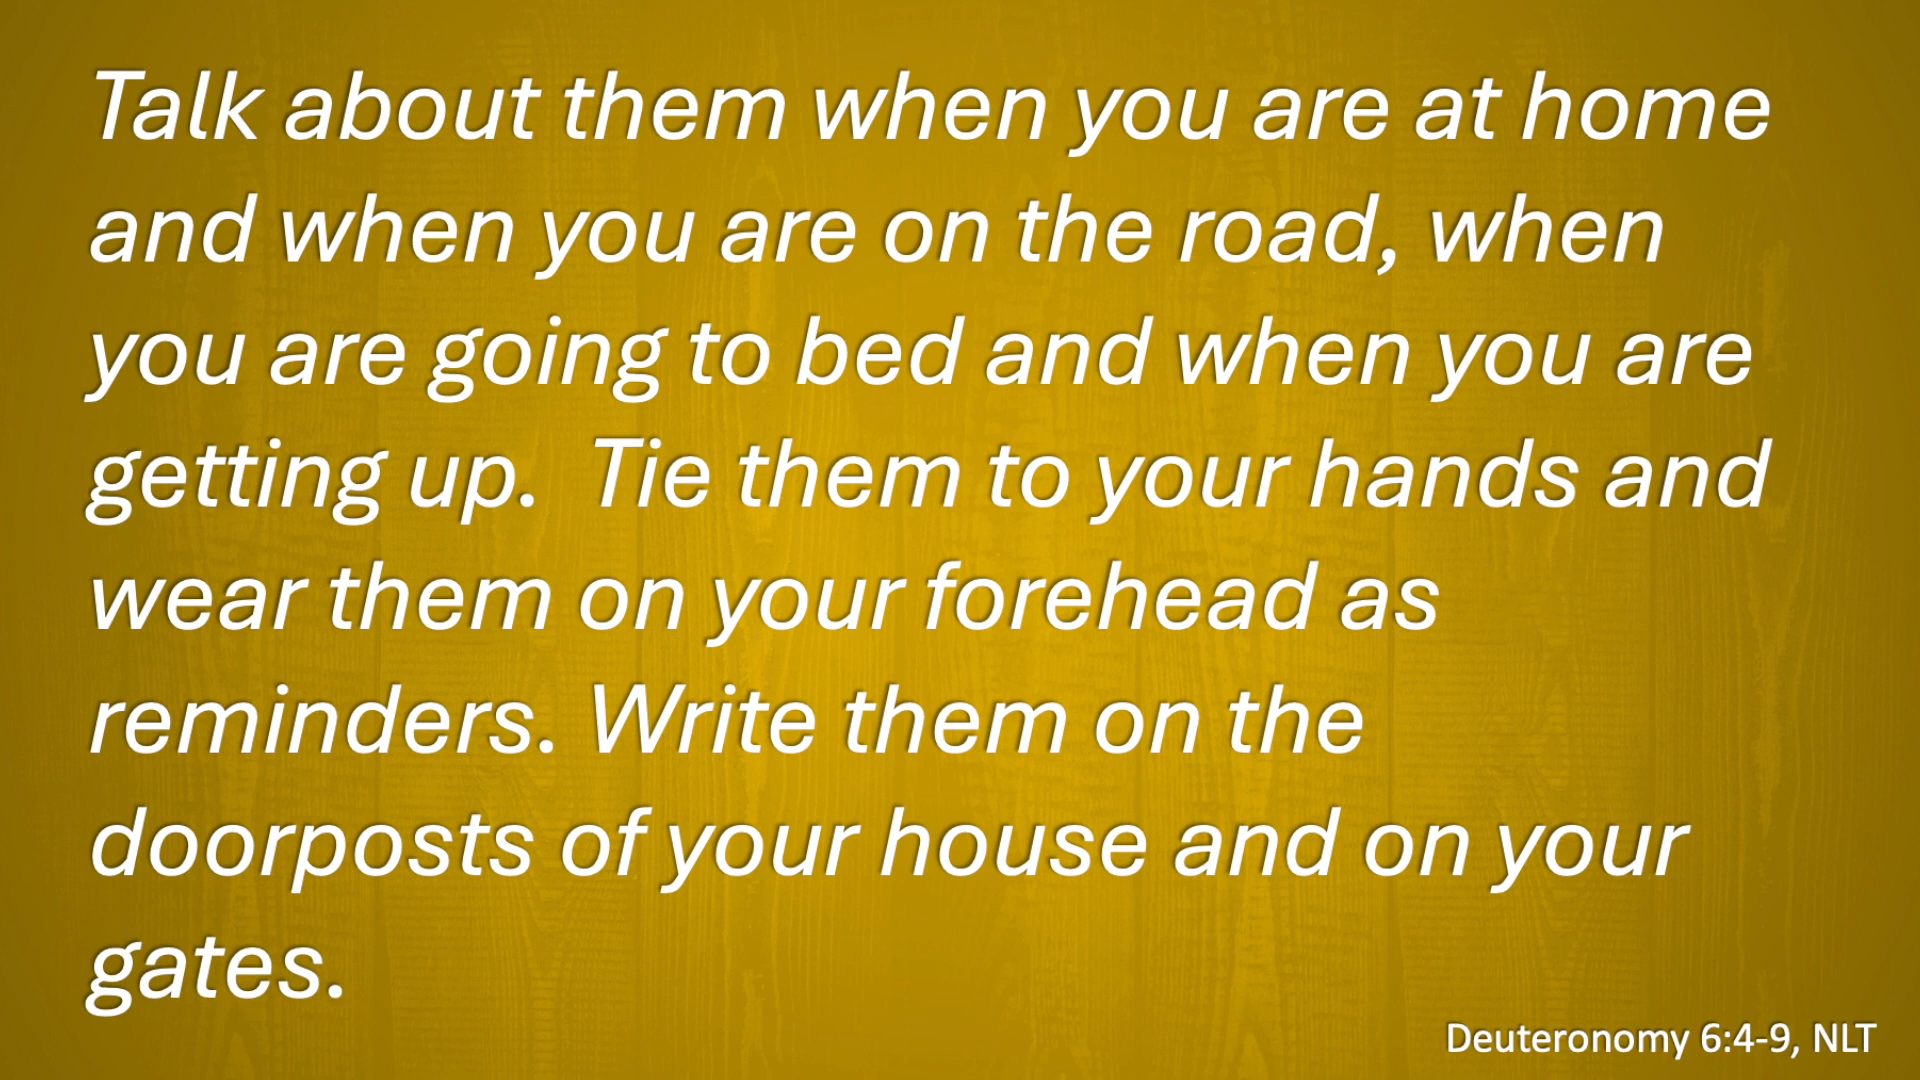 Talk about them when you are at home
and when you are on the road, when
you are going to bed and when you are
getting up.  Tie them to your hands and
wear them on your forehead as
reminders. Write them on the
doorposts of your house and on your
gates.
Deuteronomy 6:4-9, NLT